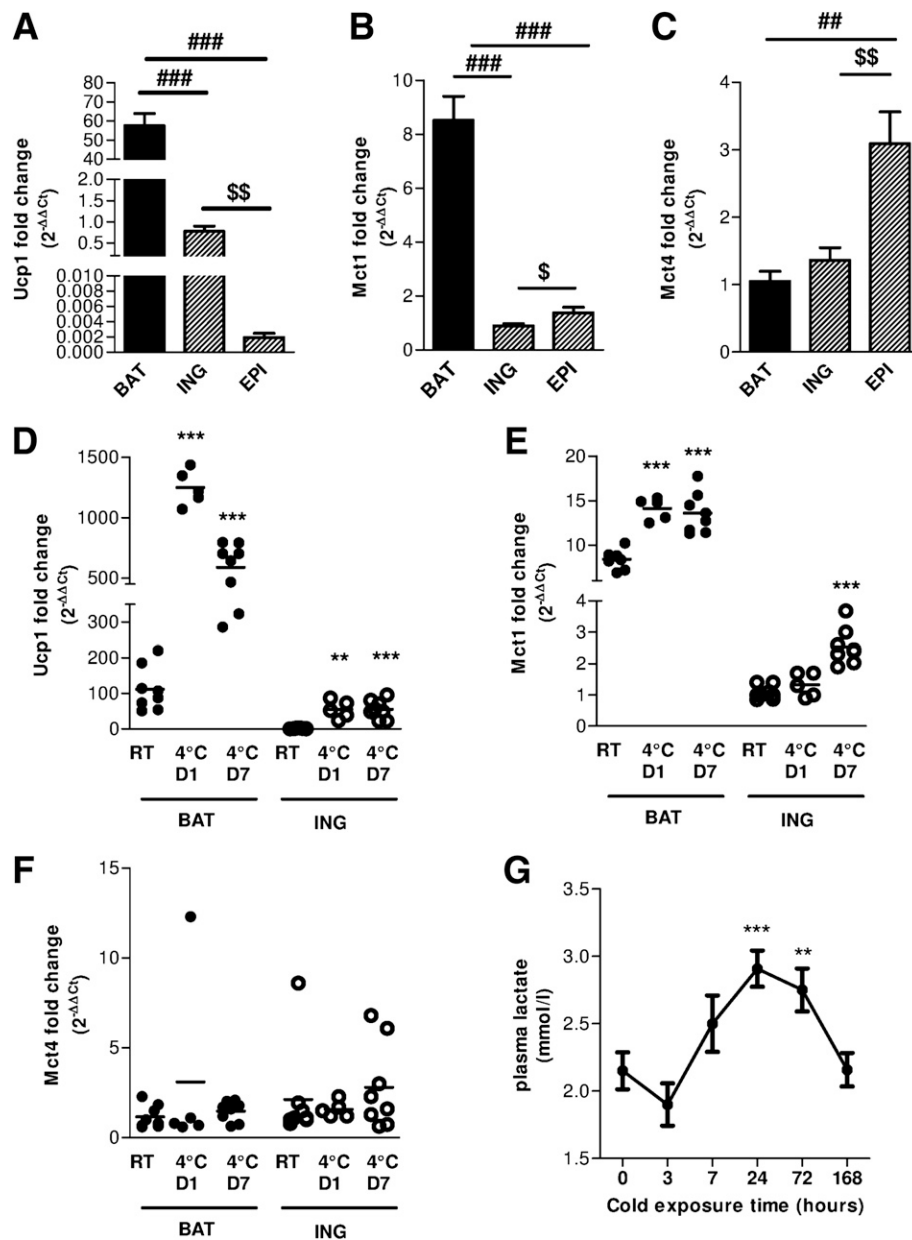 A
###
###
$$
Ucp1 fold change
(2-ΔΔCt)
80
70
60
50
40
2.0
1.5
1.0
0.5
0.010
0.008
0.006
0.004
0.002
0.000
BAT
ING
EPI
B
###
###
$
Mct1 fold change
(2-ΔΔCt)
10
8
6
4
2
0
BAT
ING
EPI
C
##
$$
Mct4 fold change
(2-ΔΔCt)
4
3
2
1
0
BAT
ING
EPI
D
Ucp1 fold change
(2-ΔΔCt)
1500
1000
500
300
200
100
0
***
***
**
***
RT 4°C 4°C RT 4°C 4°C
D1 D7 D1 D7
BAT ING
E
Mct1 fold change
(2-ΔΔCt)
20
15
10
5
4
3
2
1
0
***
***
***
RT 4°C 4°C RT 4°C 4°C
D1 D7 D1 D7
BAT ING
F
Mct4 fold change
(2-ΔΔCt)
15
10
5
0
RT 4°C 4°C RT 4°C 4°C
D1 D7 D1 D7
BAT ING
G
plasma lactate
(mmol/l)
3.5
3.0
2.5
2.0
1.5
***
**
0 3 7 24 72 168
Cold exposure time (hours)